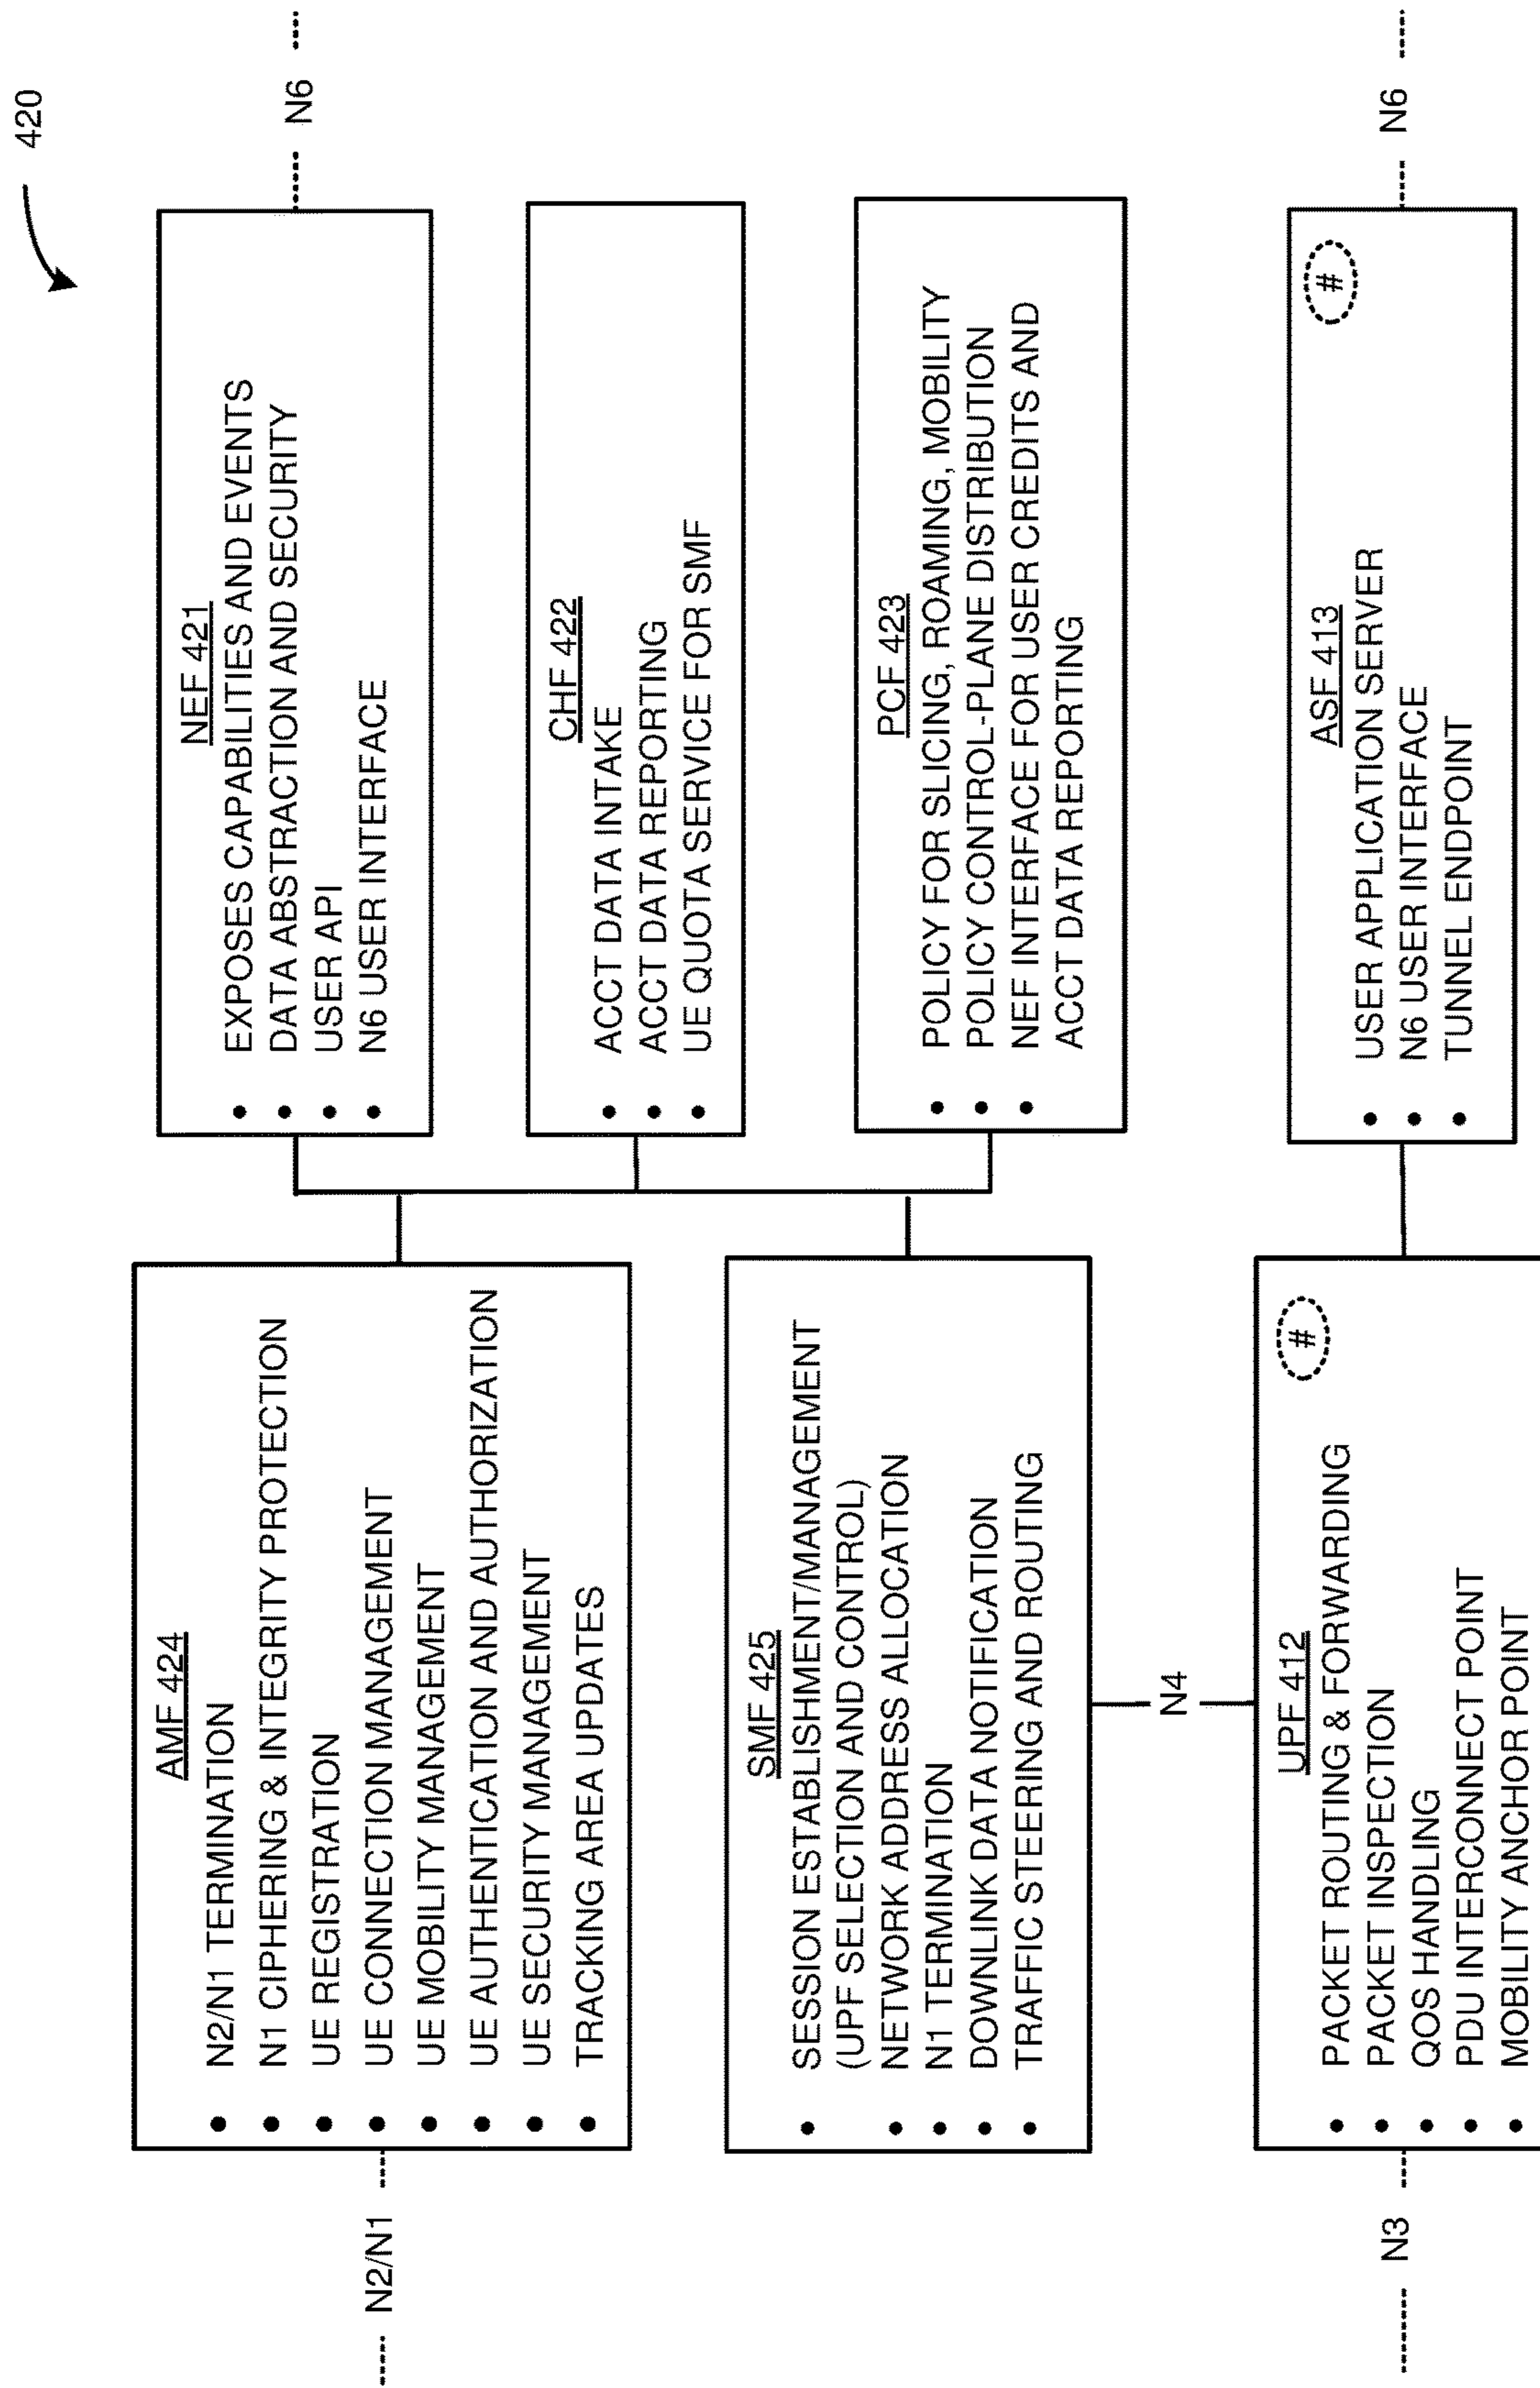 420
AMF 424
• N2/N1 TERMINATION
• N1 CIPHERING & INTEGRITY PROTECTION
• UE REGISTRATION
• UE CONNECTION MANAGEMENT
• UE MOBILITY MANAGEMENT
• UE AUTHENTICATION AND AUTHORIZATION
• UE SECURITY MANAGEMENT
• TRACKING AREA UPDATES
N2/N1
NEF 421
• EXPOSES CAPABILITIES AND EVENTS
• DATA ABSTRACTION AND SECURITY
• USER API
• N6 USER INTERFACE
N6
CHF 422
• ACCT DATA INTAKE
• ACCT DATA REPORTING
• UE QUOTA SERVICE FOR SMF
SMF 425
• SESSION ESTABLISHMENT/MANAGEMENT
(UPF SELECTION AND CONTROL)
• NETWORK ADDRESS ALLOCATION
• N1 TERMINATION
• DOWNLINK DATA NOTIFICATION
• TRAFFIC STEERING AND ROUTING
PCF 423
• POLICY FOR SLICING, ROAMING, MOBILITY
• POLICY CONTROL-PLANE DISTRIBUTION
• NEF INTERFACE FOR USER CREDITS AND
ACCT DATA REPORTING
N4
UPF 412
#
• PACKET ROUTING & FORWARDING
• PACKET INSPECTION
• QOS HANDLING
• PDU INTERCONNECT POINT
• MOBILITY ANCHOR POINT
N3
ASF 413
#
• USER APPLICATION SERVER
• N6 USER INTERFACE
• TUNNEL ENDPOINT
N6